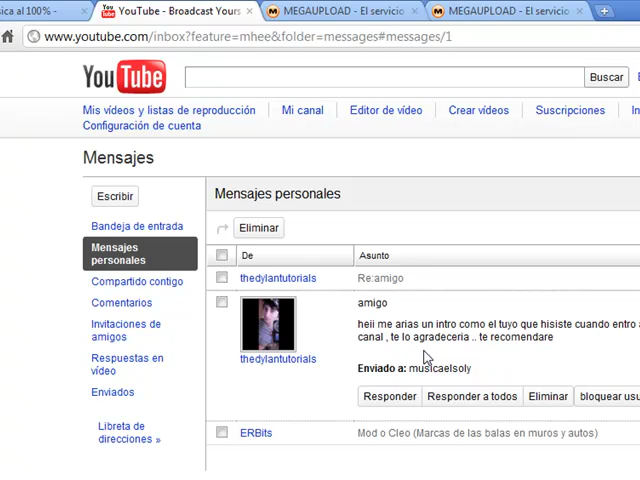 sica al 100% -
YouTube - Broadcast Yours
MEGAUPLOAD - El servicio
MEGAUPLOAD - El servicio
www.youtube.com/inbox?feature=mhee&folder=messages#messages/1
YouTube
Buscar
Mis vídeos y listas de reproducción
Mi canal
Editor de vídeo
Crear vídeos
Suscripciones
In
Configuración de cuenta
Mensajes
Escribir
Bandeja de entrada
Mensajes
personales
Compartido contigo
Comentarios
Invitaciones de
amigos
Respuestas en
vídeo
Enviados
Libreta de
direcciones »
Mensajes personales
Eliminar
De
Asunto
thedylantutorials
Re:amigo
amigo
heii me arias un intro como el tuyo que hisiste cuando entro a
canal , te lo agradeceria .. te recomendare
thedylantutorials
Enviado a: musicaelsoly
Responder
Responder a todos
Eliminar
bloquear usu
ERBits
Mod o Cleo (Marcas de las balas en muros y autos)